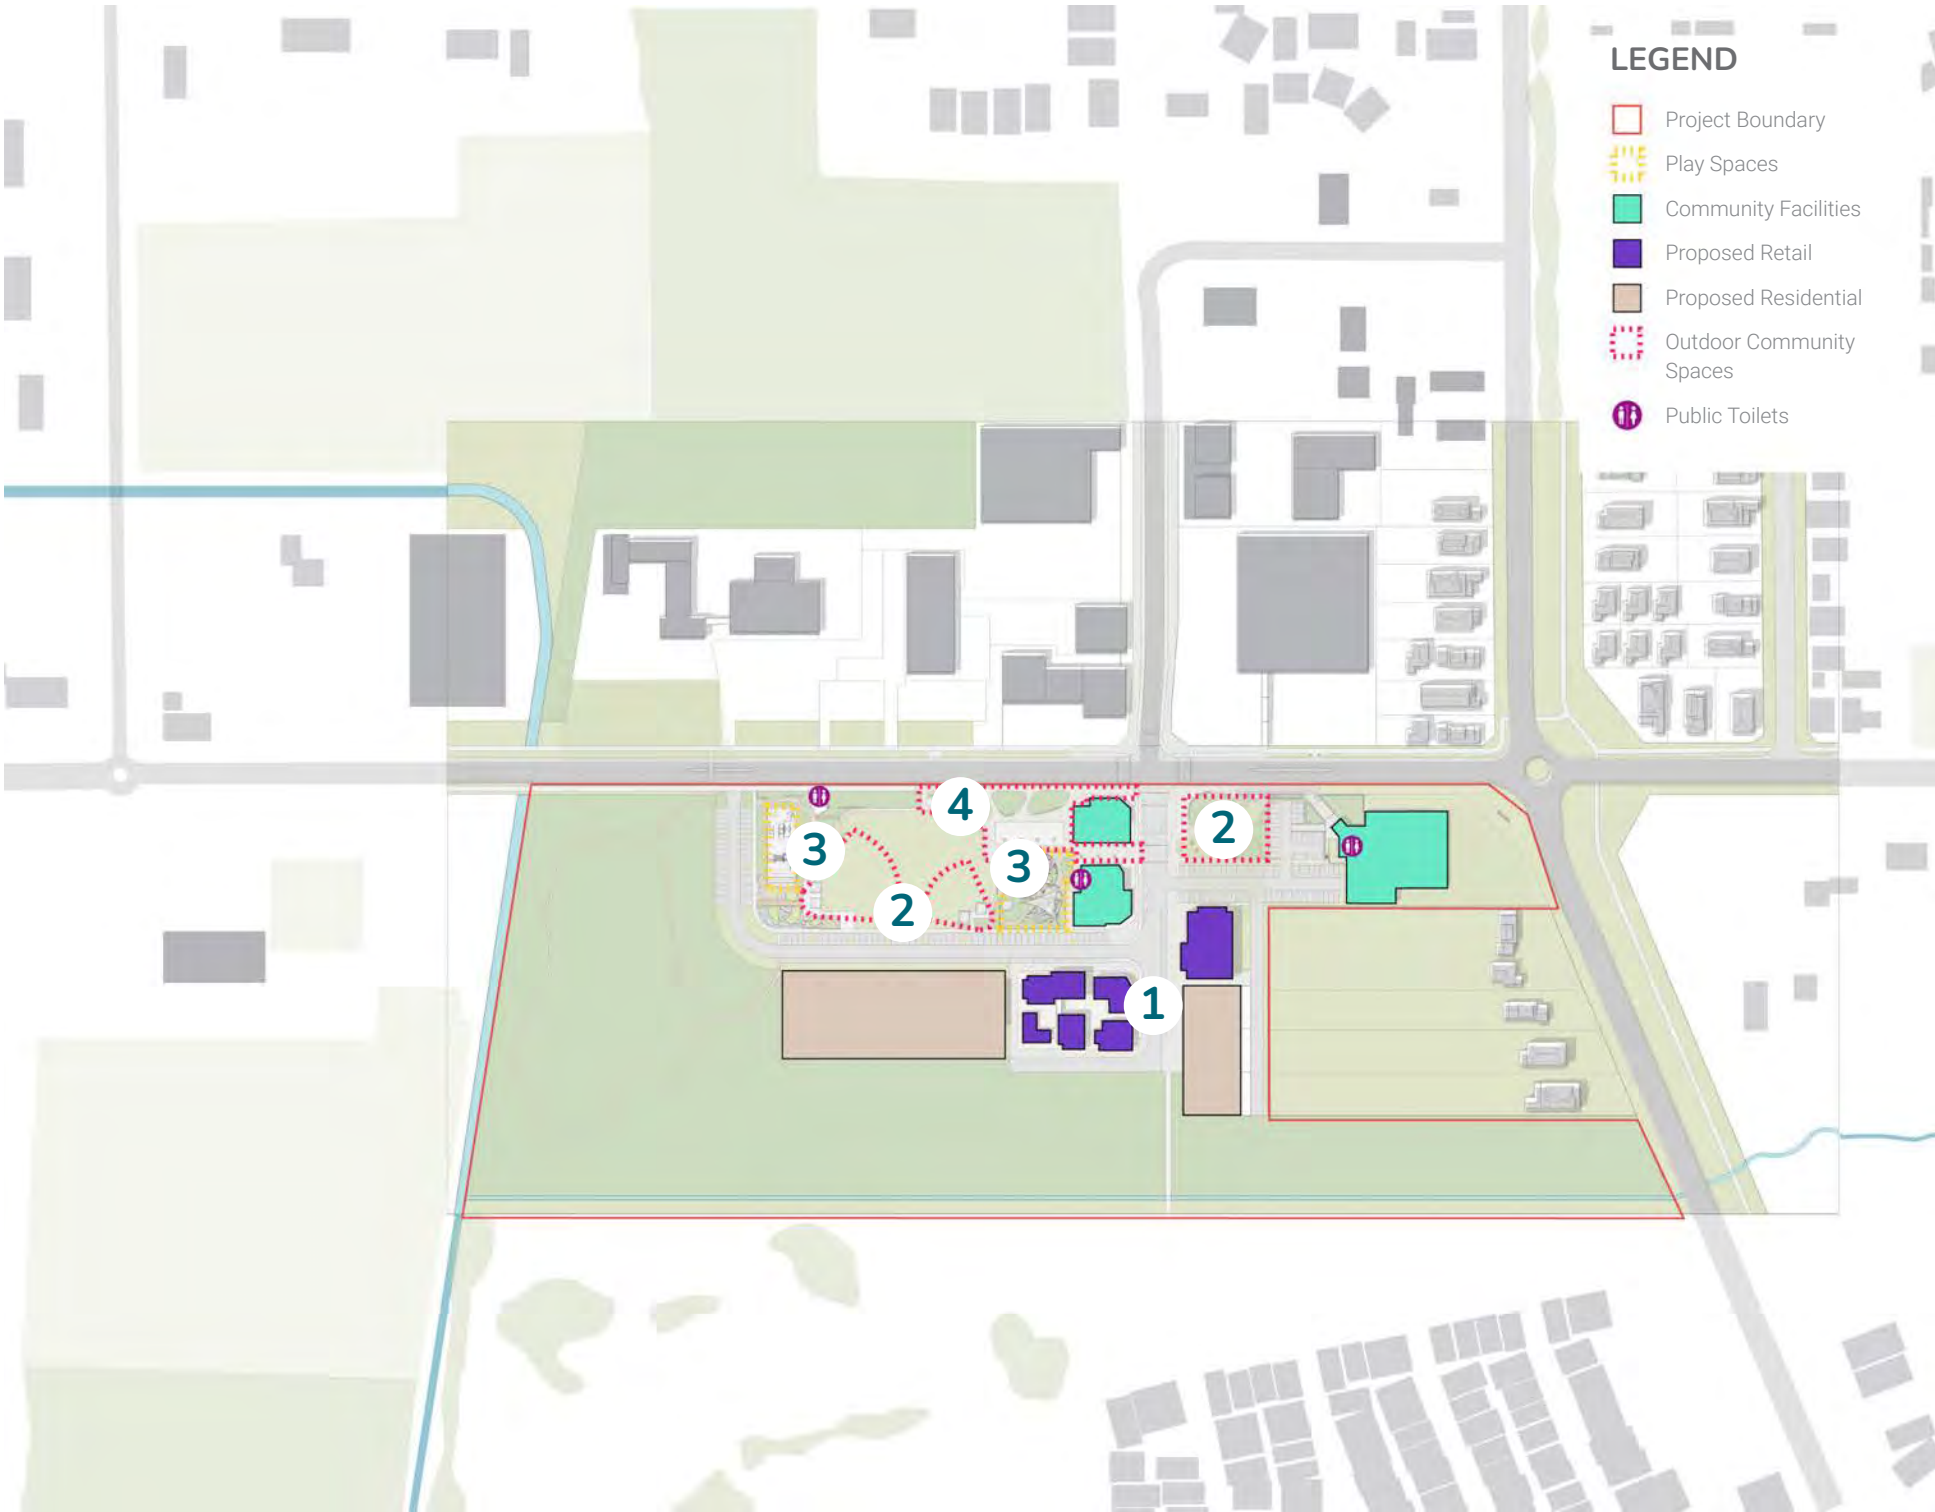 LEGEND
Project Boundary
Play Spaces
Community Facilities
Proposed Retail
Proposed Residential
Outdoor Community
Spaces
Public Toilets
4
3
2
3
2
1